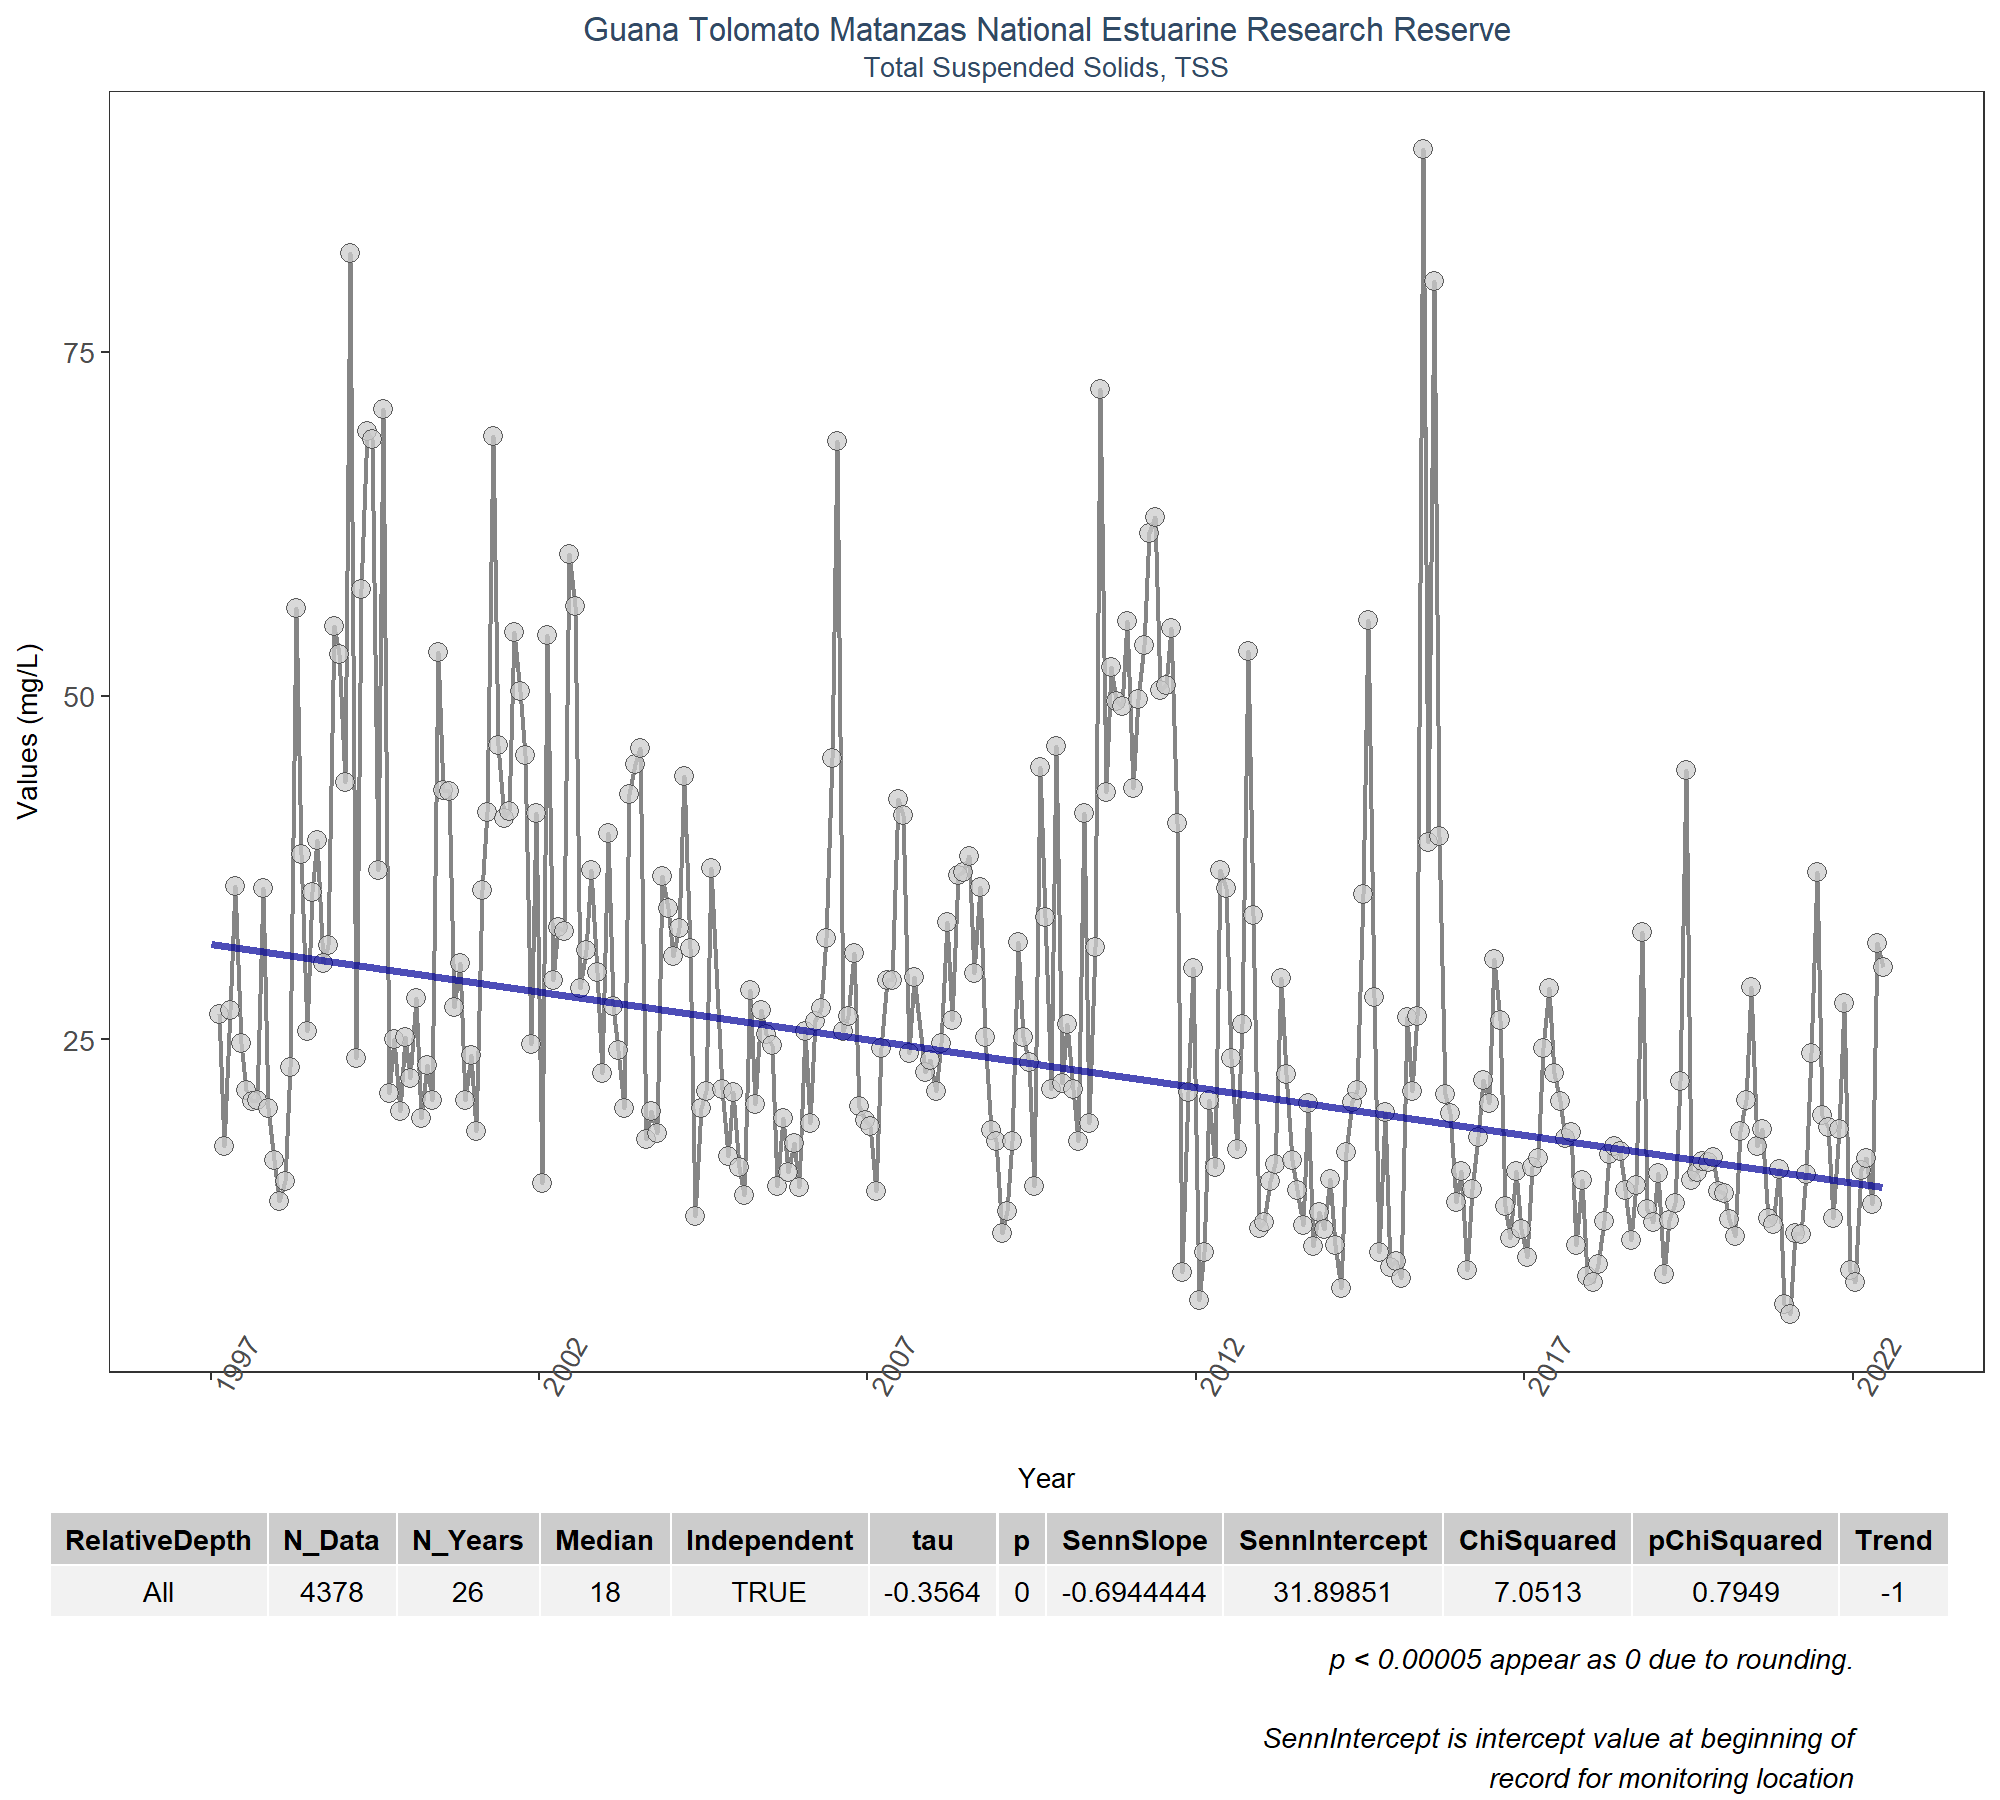 Guana Tolomato Matanzas National Estuarine Research Reserve
Total Suspended Solids, TSS
Values (mg/L)
75
50
25
1997 2002 2007 2012 2017 2022
Year
RelativeDepth N_Data N_Years Median Independent tau p SennSlope SennIntercept ChiSquared pChiSquared Trend
All 4378 26 18 TRUE -0.3564 0 -0.6944444 31.89851 7.0513 0.7949 -1
p < 0.00005 appear as 0 due to rounding.
SennIntercept is intercept value at beginning of
record for monitoring location